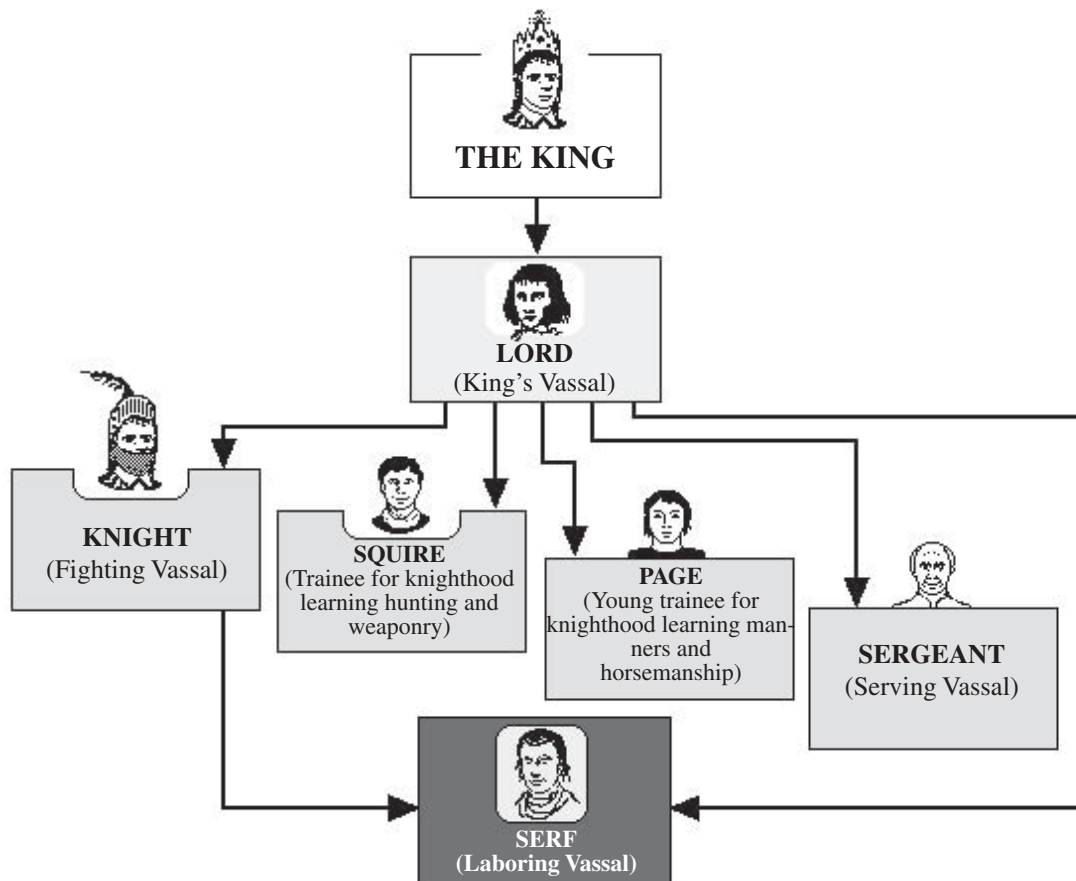 THE KING
LORD
(King’s Vassal)
KNIGHT
(Fighting Vassal)
SQUIRE
(Trainee for knighthood
learning hunting and
weaponry)
PAGE
(Young trainee for
knighthood learning man-
ners and
horsemanship)
SERGEANT
(Serving Vassal)
SERF
(Laboring Vassal)